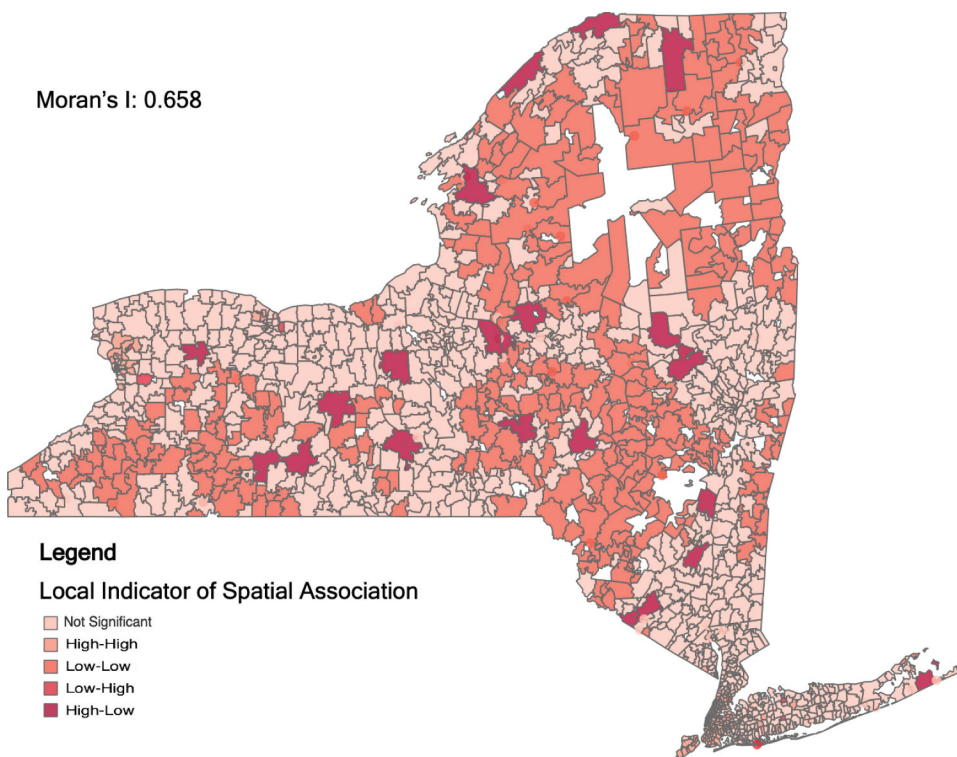 Moran's I: 0.658
Legend
Local Indicator of Spatial Association
Not Significant
High-High
Low-Low
Low-High
High-Low